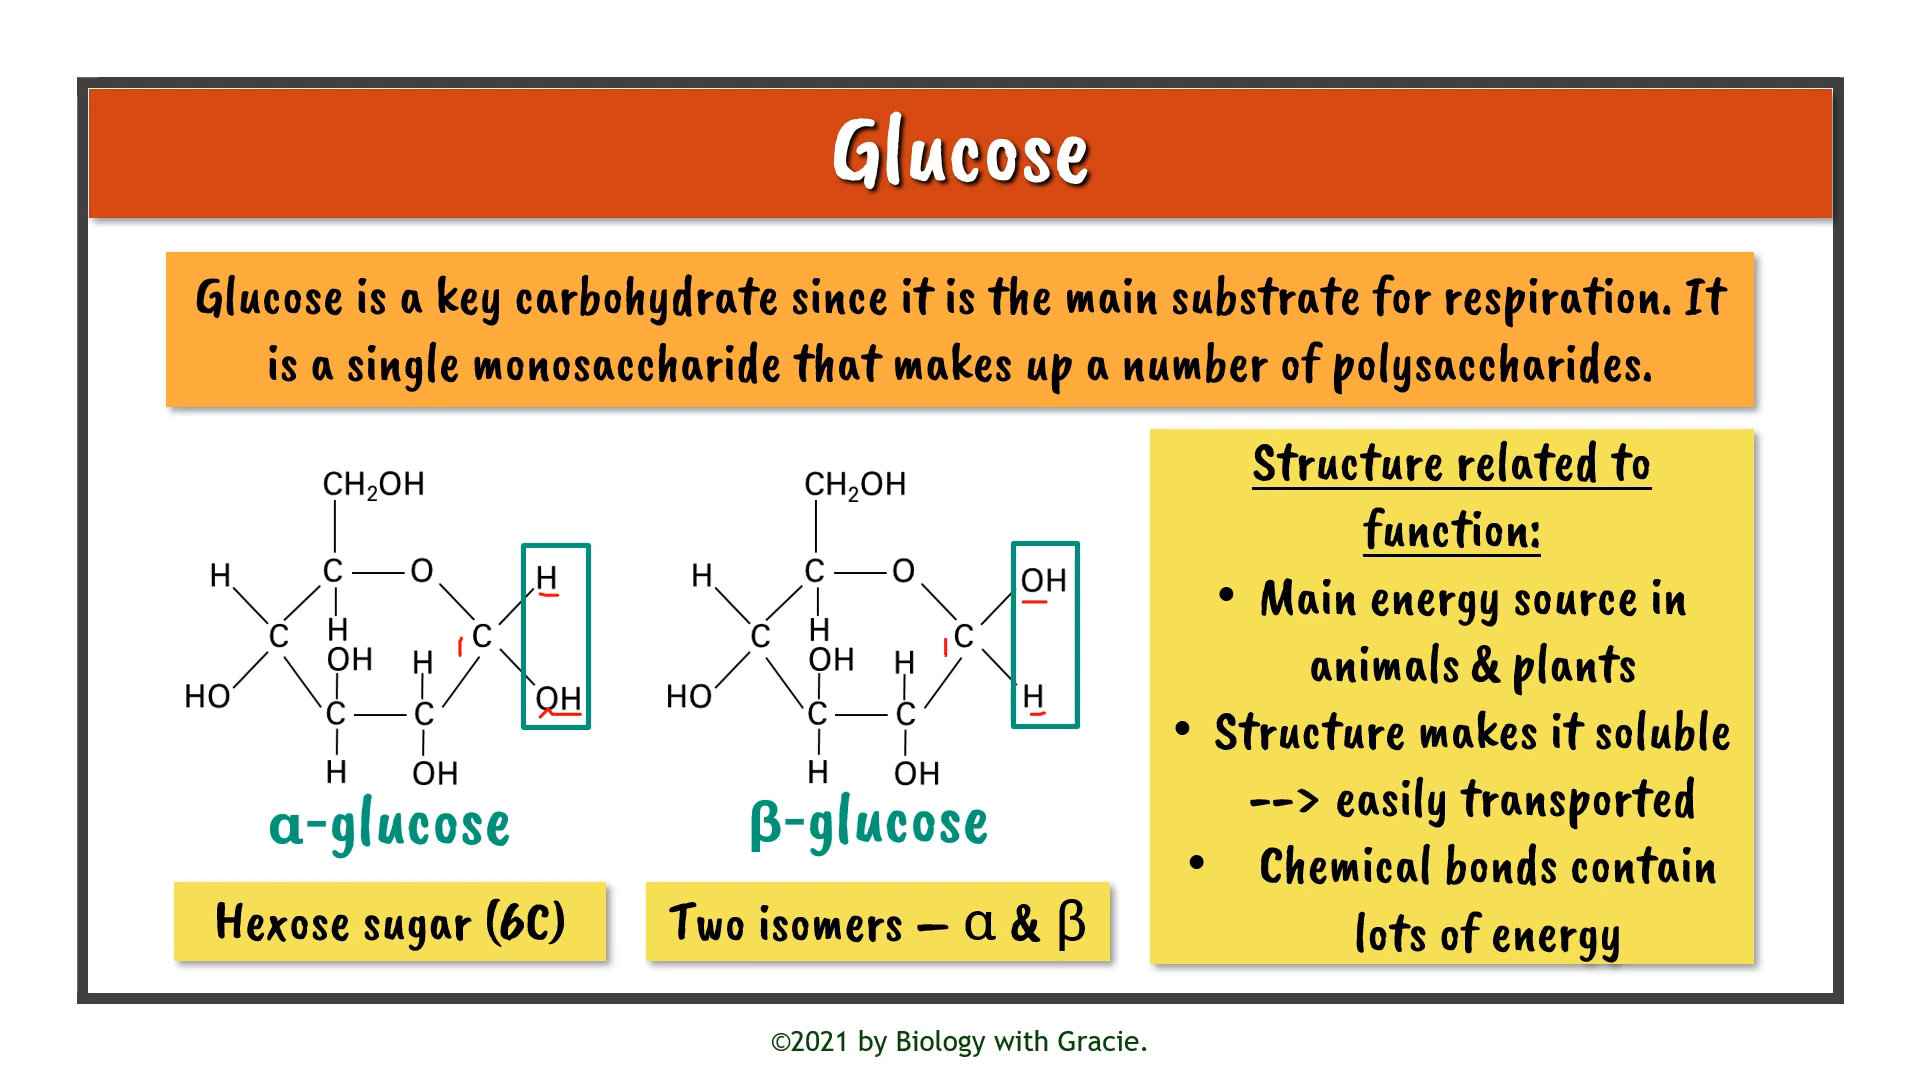 Glucose
Glucose is a key carbohydrate since it is the main substrate for respiration. It
is a single monosaccharide that makes up a number of polysaccharides.
CH₂OH
H C O H
C H C
OH H 1
HO C C OH
H OH
α-glucose
CH₂OH
H C O OH
C H C
OH H 1
HO C C H
H OH
β-glucose
Hexose sugar (6C)
Two isomers – α & β
Structure related to
function:
• Main energy source in
animals & plants
• Structure makes it soluble
--> easily transported
• Chemical bonds contain
lots of energy
©2021 by Biology with Gracie.